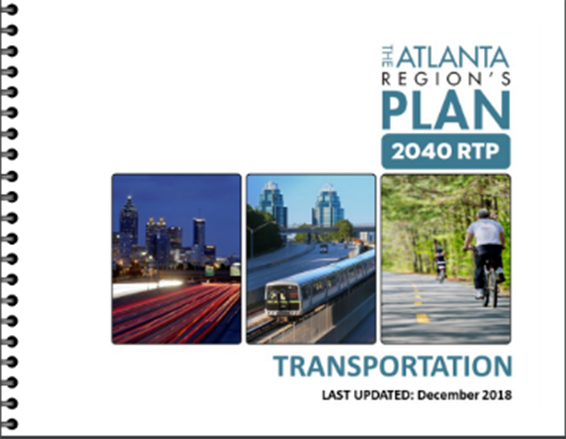 THE ATLANTA
REGION'S
PLAN
2040 RTP
TRANSPORTATION
LAST UPDATED: December 2018